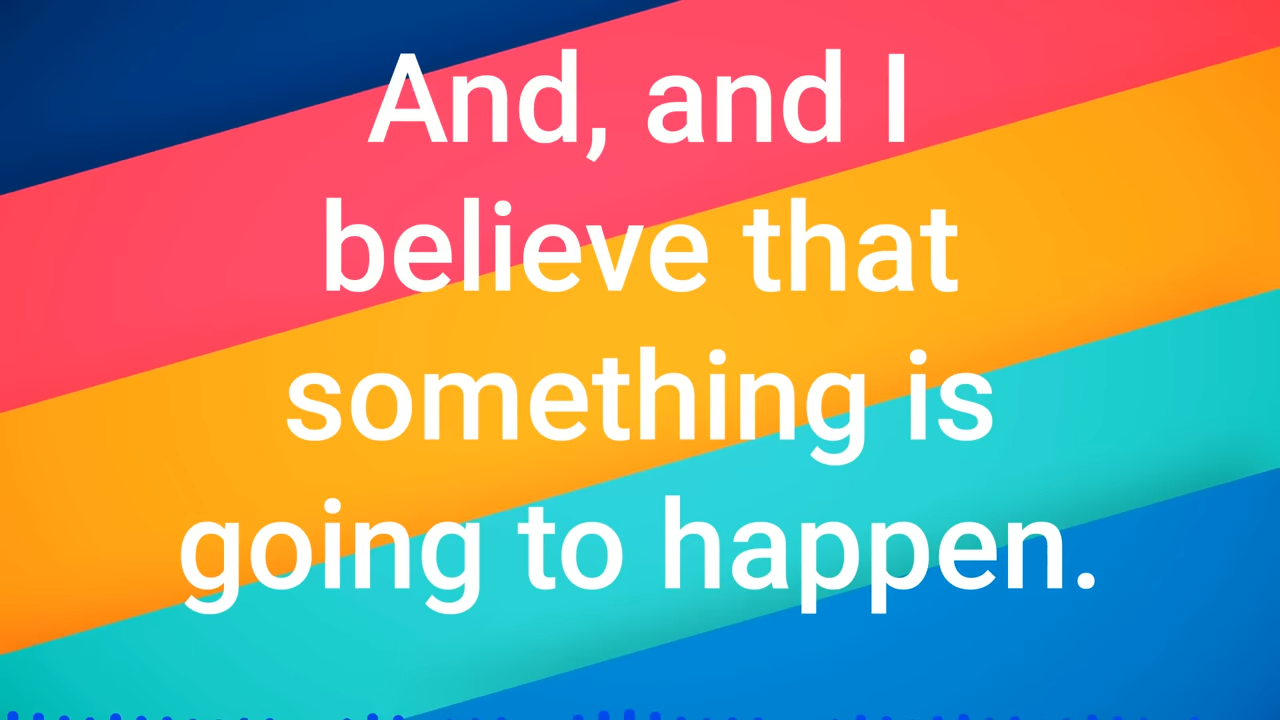 And, and I
believe that
something is
going to happen.